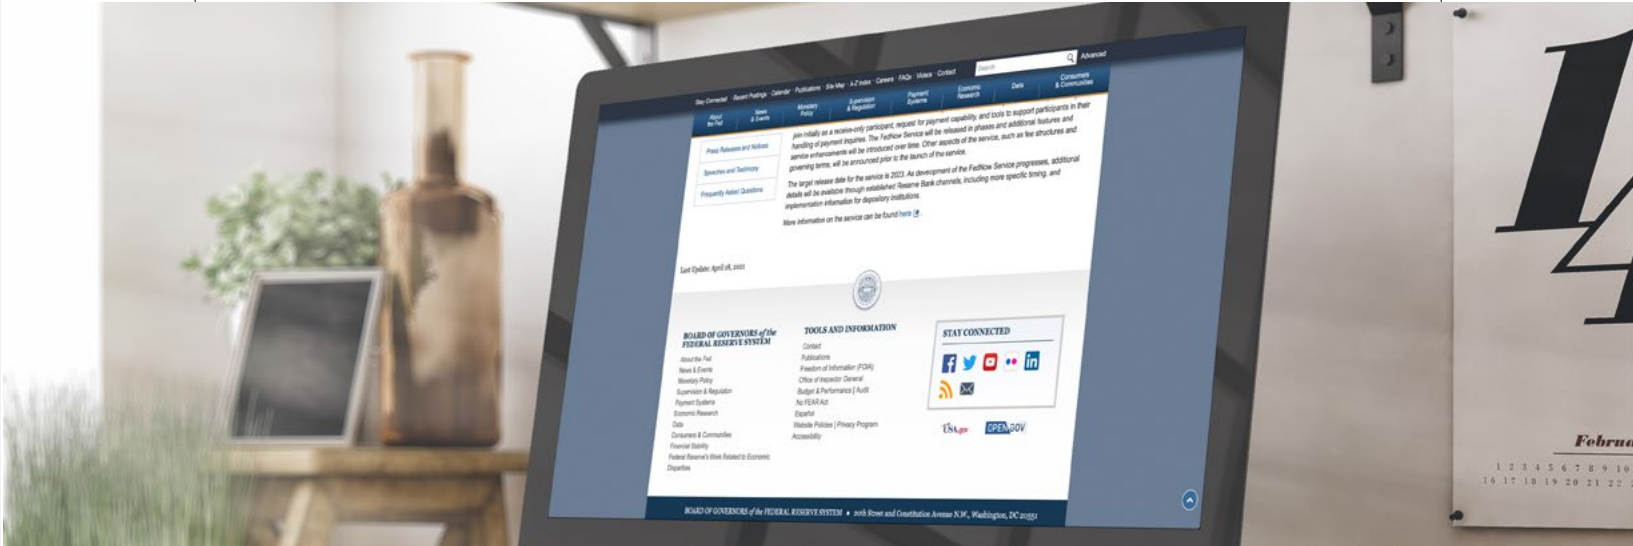 Stay Connected · Recent Postings · Calendar · Publications · Site Map · A-Z Index · Careers · FAQs · Videos · Contact
Search
Advanced
About the Fed
News & Events
Monetary Policy
Supervision & Regulation
Payment Systems
Economic Research
Data
Consumers & Communities
Press Releases and Notices
Speeches and Testimony
Frequently Asked Questions
join initially as a receive-only participant, request for payment capability, and tools to support participants in their
handling of payment inquiries. The FedNow Service will be released in phases and additional features and
service enhancements will be introduced over time. Other aspects of the service, such as fee structures and
governing terms, will be announced prior to the launch of the service.
The target release date for the service is 2023. As development of the FedNow Service progresses, additional
details will be available through established Reserve Bank channels, including more specific timing, and
implementation information for depository institutions.
More information on the service can be found here.
Last Update: April 18, 2021
BOARD OF GOVERNORS of the
FEDERAL RESERVE SYSTEM
About the Fed
News & Events
Monetary Policy
Supervision & Regulation
Payment Systems
Economic Research
Data
Consumers & Communities
Financial Stability
Federal Reserve's Work Related to Economic
Disparities
TOOLS AND INFORMATION
Contact
Publications
Freedom of Information (FOIA)
Office of Inspector General
Budget & Performance | Audit
No FEAR Act
Español
Website Policies | Privacy Program
Accessibility
STAY CONNECTED
USA.gov
OPEN GOV
BOARD OF GOVERNORS of the FEDERAL RESERVE SYSTEM ♦ 20th Street and Constitution Avenue N.W., Washington, DC 20551
14
Februa
1 2 3 4 5 6 7 8 9 10
16 17 18 19 20 21 22